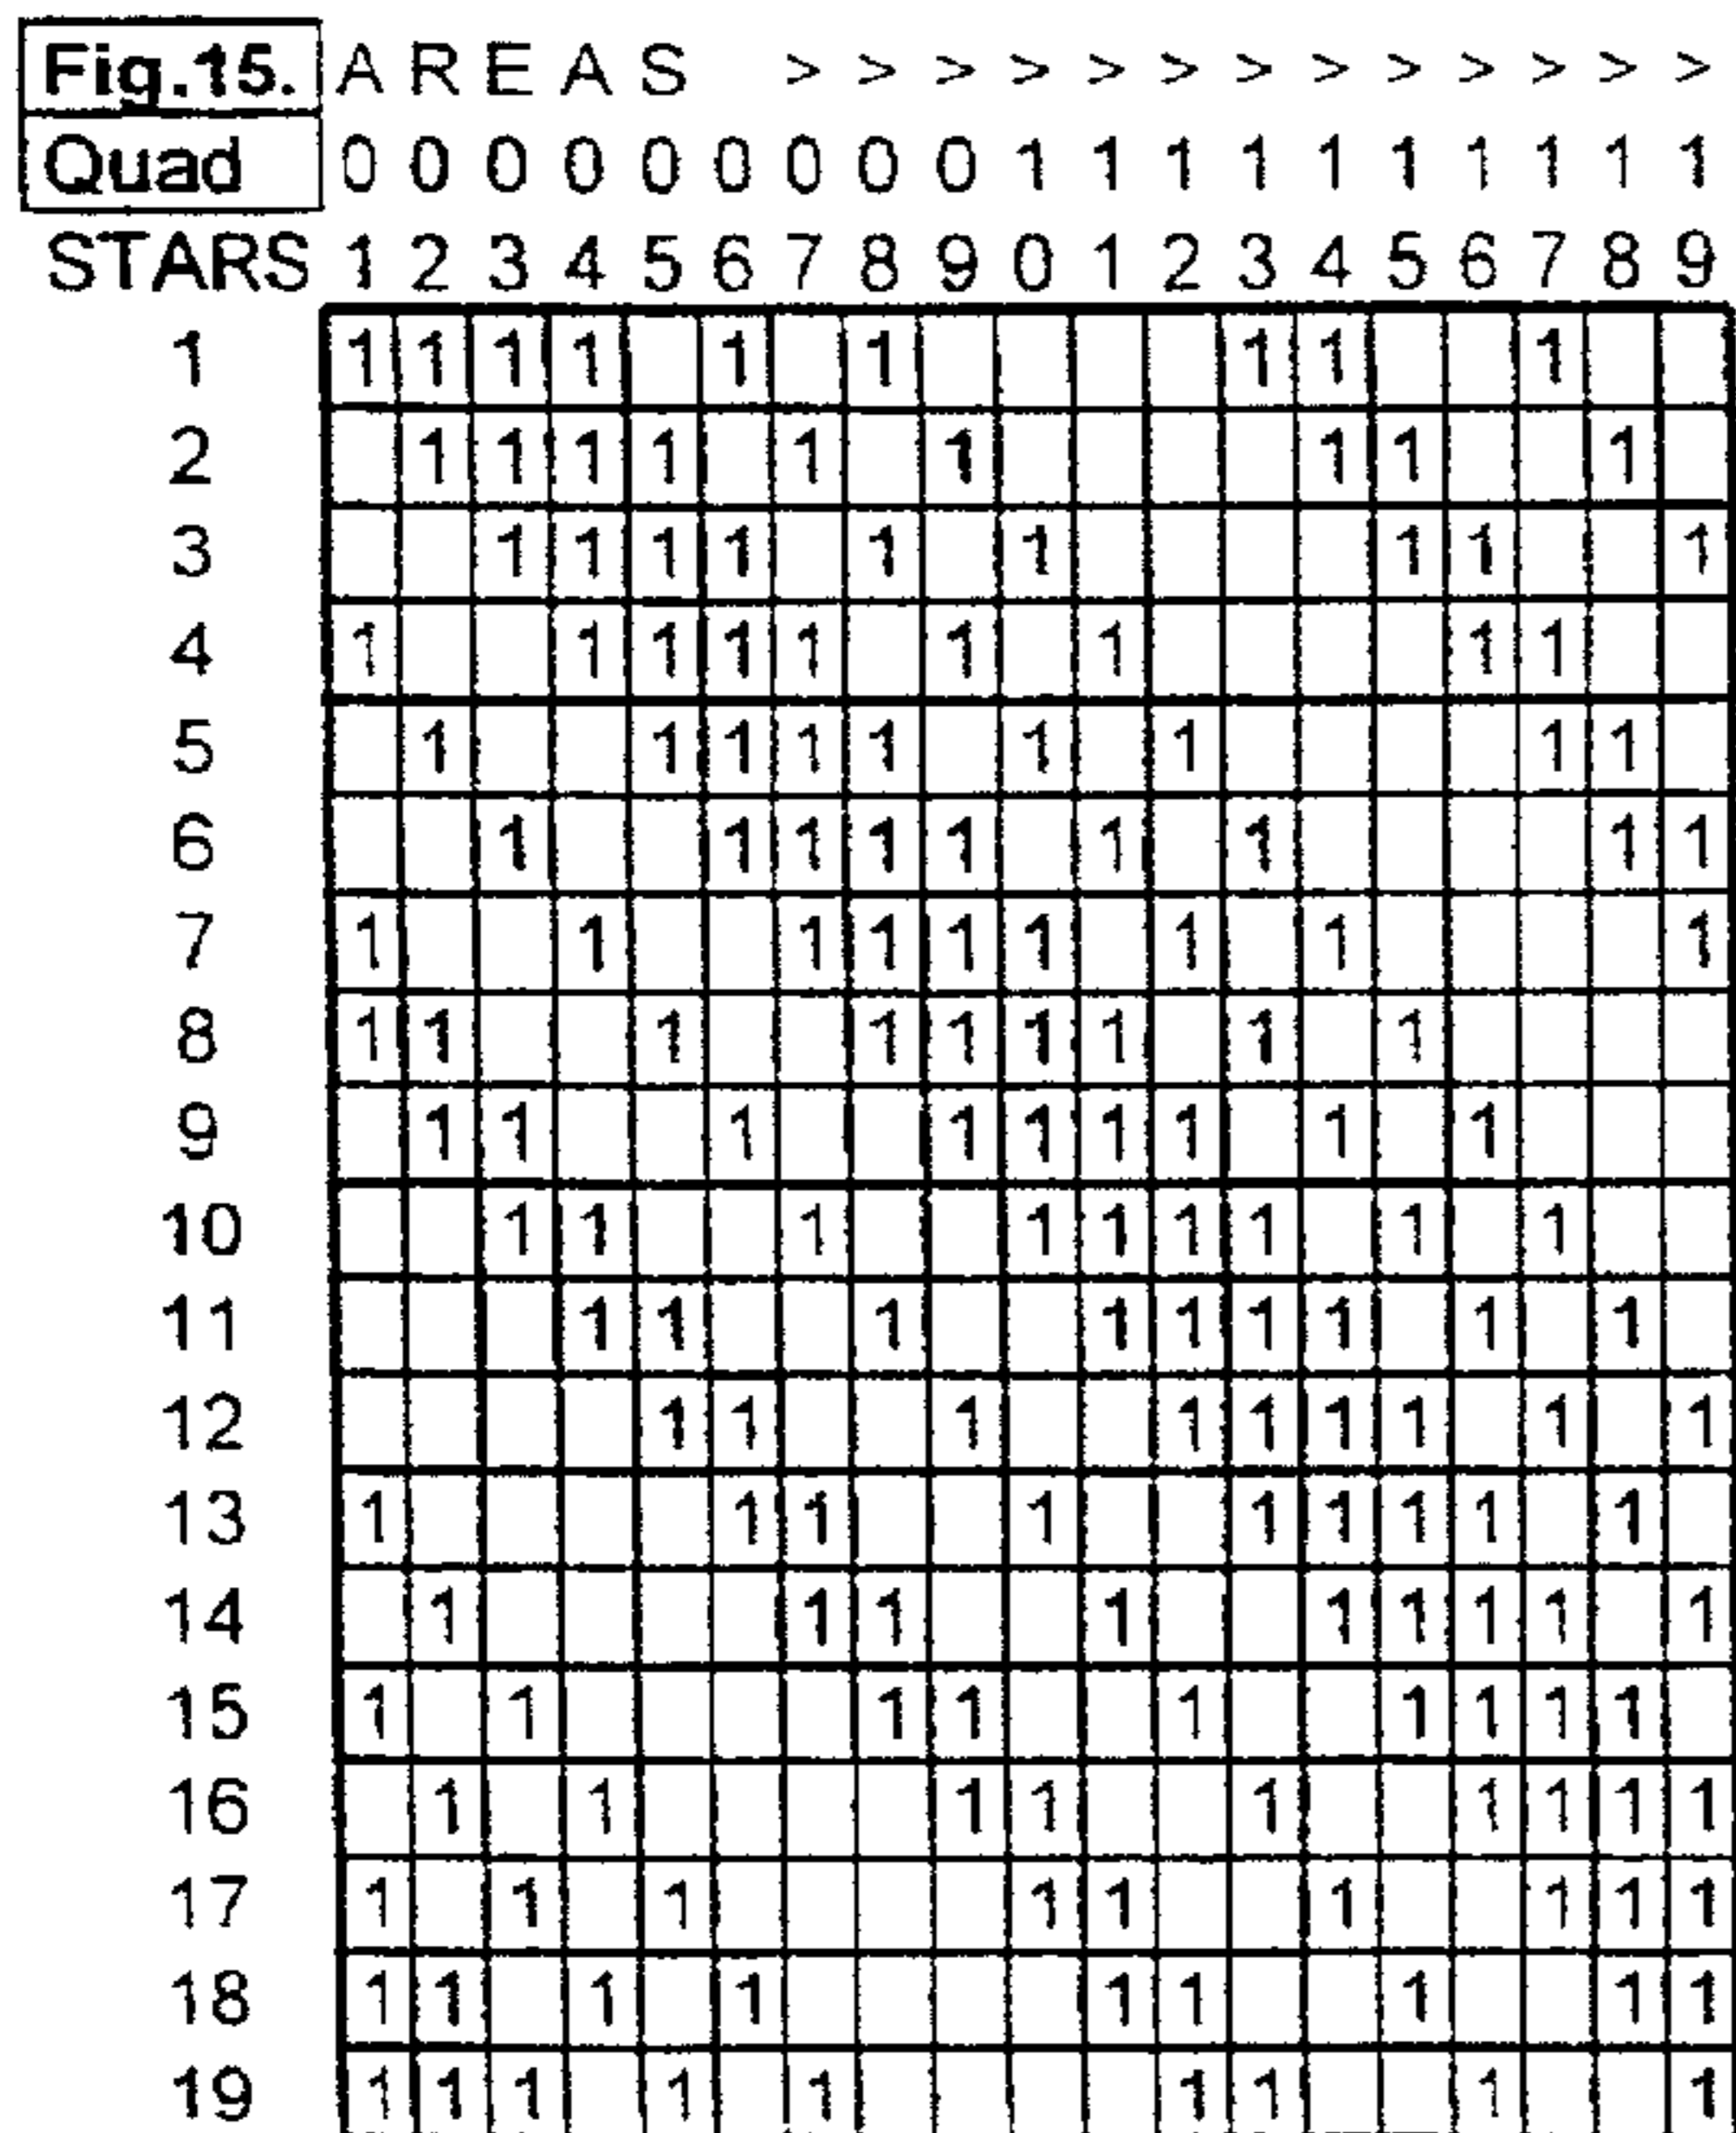 Fig.15. A R E A S > > > > > > > > > > > > >
Quad 0 0 0 0 0 0 0 0 0 1 1 1 1 1 1 1 1 1 1
STARS 1 2 3 4 5 6 7 8 9 0 1 2 3 4 5 6 7 8 9
1 1 1 1 1 1 1 1 1 1
2 1 1 1 1 1 1 1 1 1
3 1 1 1 1 1 1 1 1 1
4 1 1 1 1 1 1 1 1 1
5 1 1 1 1 1 1 1 1 1
6 1 1 1 1 1 1 1 1 1
7 1 1 1 1 1 1 1 1 1
8 1 1 1 1 1 1 1 1 1
9 1 1 1 1 1 1 1 1 1
10 1 1 1 1 1 1 1 1 1
11 1 1 1 1 1 1 1 1 1
12 1 1 1 1 1 1 1 1 1
13 1 1 1 1 1 1 1 1 1
14 1 1 1 1 1 1 1 1 1
15 1 1 1 1 1 1 1 1 1
16 1 1 1 1 1 1 1 1 1
17 1 1 1 1 1 1 1 1 1
18 1 1 1 1 1 1 1 1 1
19 1 1 1 1 1 1 1 1 1